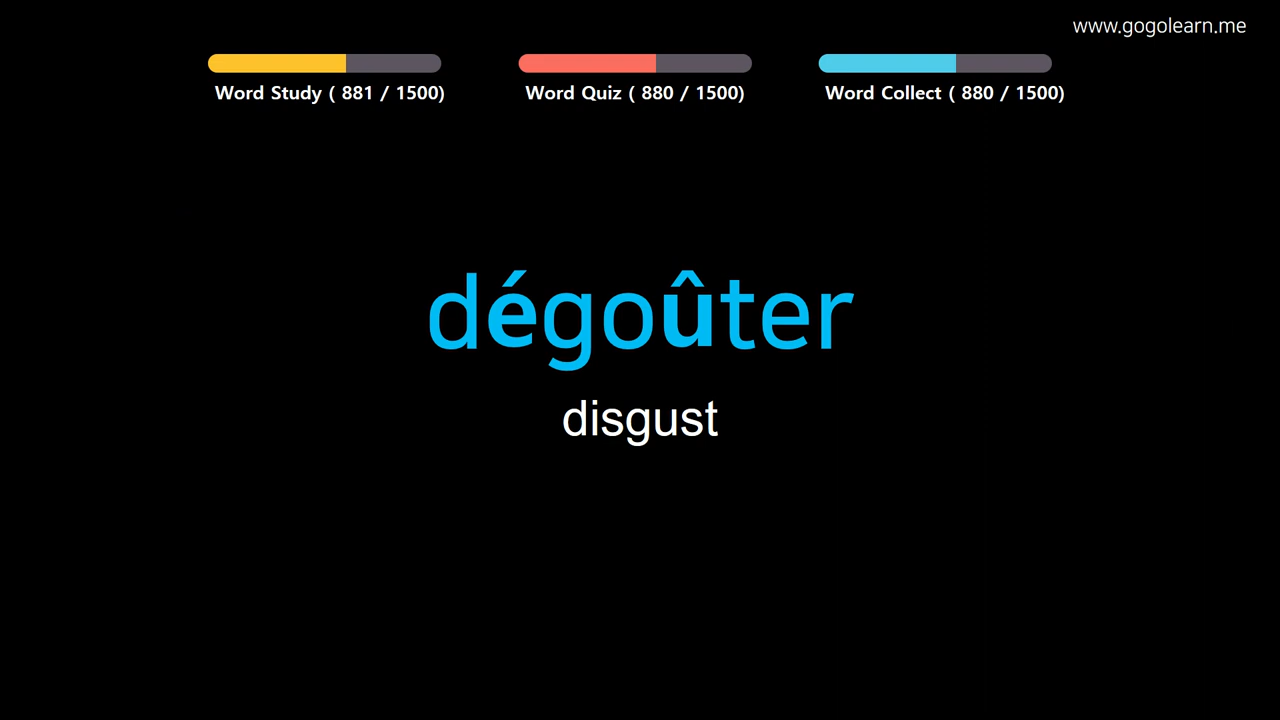 www.gogolearn.me
Word Study ( 881 / 1500)
Word Quiz ( 880 / 1500)
Word Collect ( 880 / 1500)
dégoûter
disgust